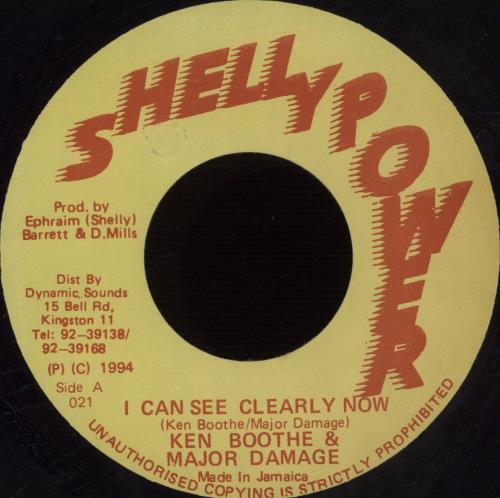 SHELLY POWER
Prod. by
Ephraim (Shelly)
Barrett & D.Mills
Dist By
Dynamic Sounds
15 Bell Rd,
Kingston 11
Tel: 92-39138/
92-39168
(P) (C) 1994
Side A
021
I CAN SEE CLEARLY NOW
(Ken Boothe/Major Damage)
KEN BOOTHE &
MAJOR DAMAGE
Made In Jamaica
UNAUTHORISED COPYING IS STRICTLY PROHIBITED